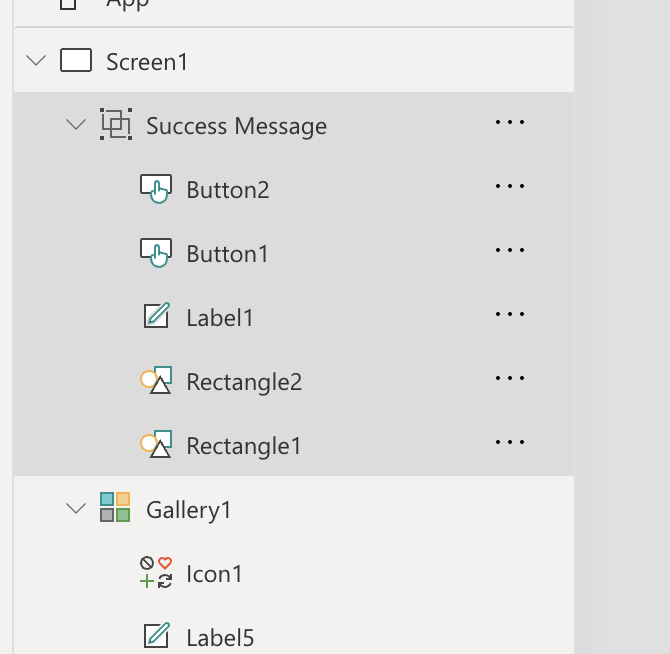 App
Screen1
Success Message
Button2
Button1
Label1
Rectangle2
Rectangle1
Gallery1
Icon1
Label5